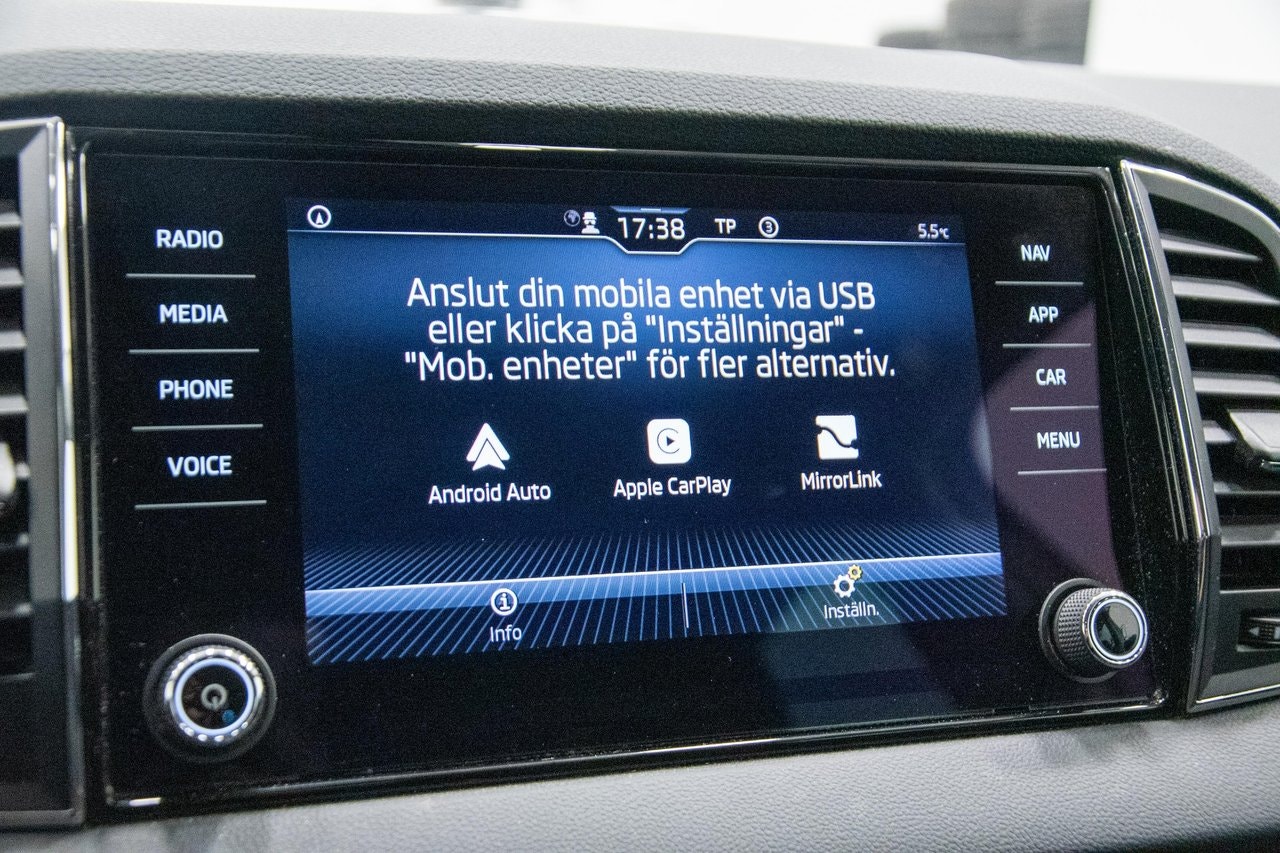 RADIO
MEDIA
PHONE
VOICE
17:38 TP 3 5.5°C
Anslut din mobila enhet via USB
eller klicka på "Inställningar" -
"Mob. enheter" för fler alternativ.
Android Auto Apple CarPlay MirrorLink
Info Inställn.
NAV
APP
CAR
MENU